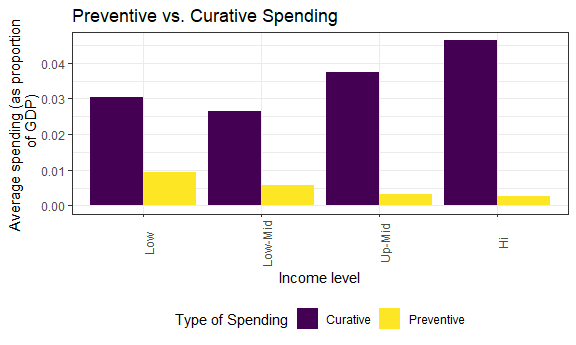 Preventive vs. Curative Spending
Average spending (as proportion
of GDP)
0.04
0.03
0.02
0.01
0.00
Low
Low-Mid
Up-Mid
Hi
Income level
Type of Spending
Curative
Preventive